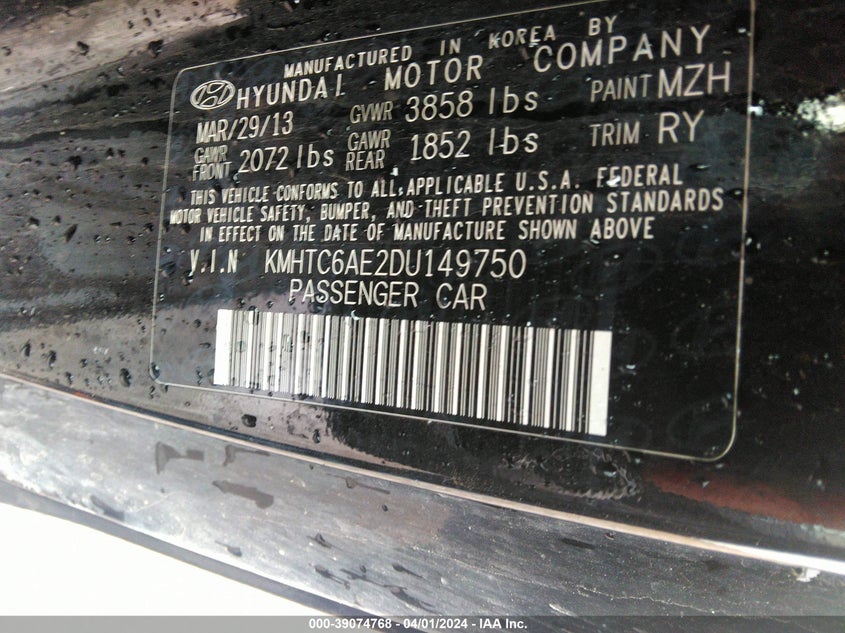 MANUFACTURED IN KOREA BY
HYUNDAI MOTOR COMPANY
MAR/29/13 GVWR 3858 lbs PAINT MZH
GAWR FRONT 2072 lbs GAWR REAR 1852 lbs TRIM RY
THIS VEHICLE CONFORMS TO ALL APPLICABLE U.S.A. FEDERAL
MOTOR VEHICLE SAFETY, BUMPER, AND THEFT PREVENTION STANDARDS
IN EFFECT ON THE DATE OF MANUFACTURE SHOWN ABOVE
V.I.N KMHTC6AE2DU149750
PASSENGER CAR
000-39074768 - 04/01/2024 - IAAI.COM